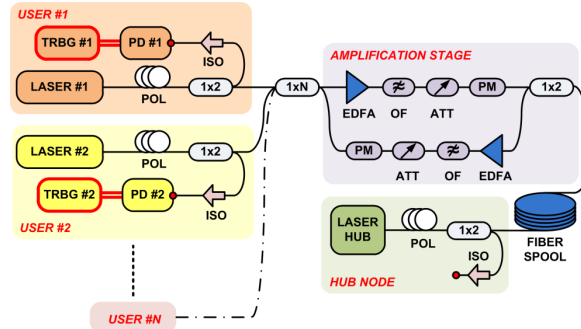 USER #1
TRBG #1
PD #1
ISO
LASER #1
POL
1x2
LASER #2
POL
1x2
TRBG #2
PD #2
ISO
USER #2
USER #N
1xN
AMPLIFICATION STAGE
EDFA
OF
ATT
PM
1x2
PM
ATT
OF
EDFA
LASER
HUB
POL
1x2
ISO
HUB NODE
FIBER
SPOOL